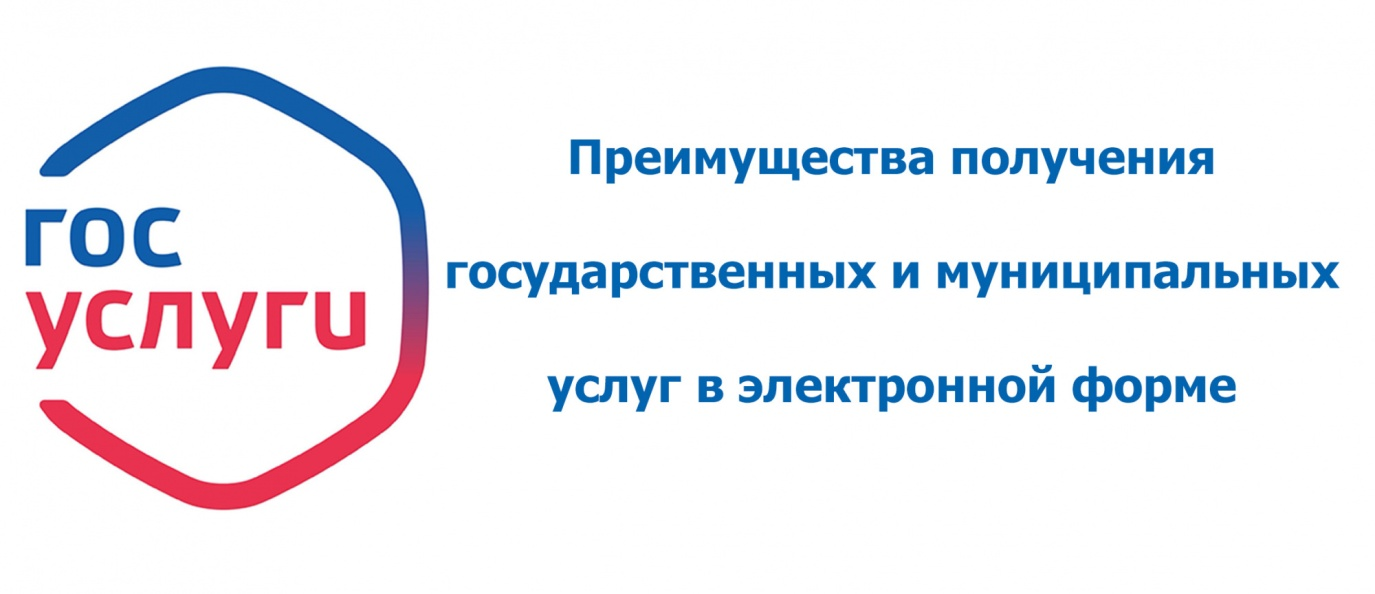 гос
услуги
Преимущества получения
государственных и муниципальных
услуг в электронной форме